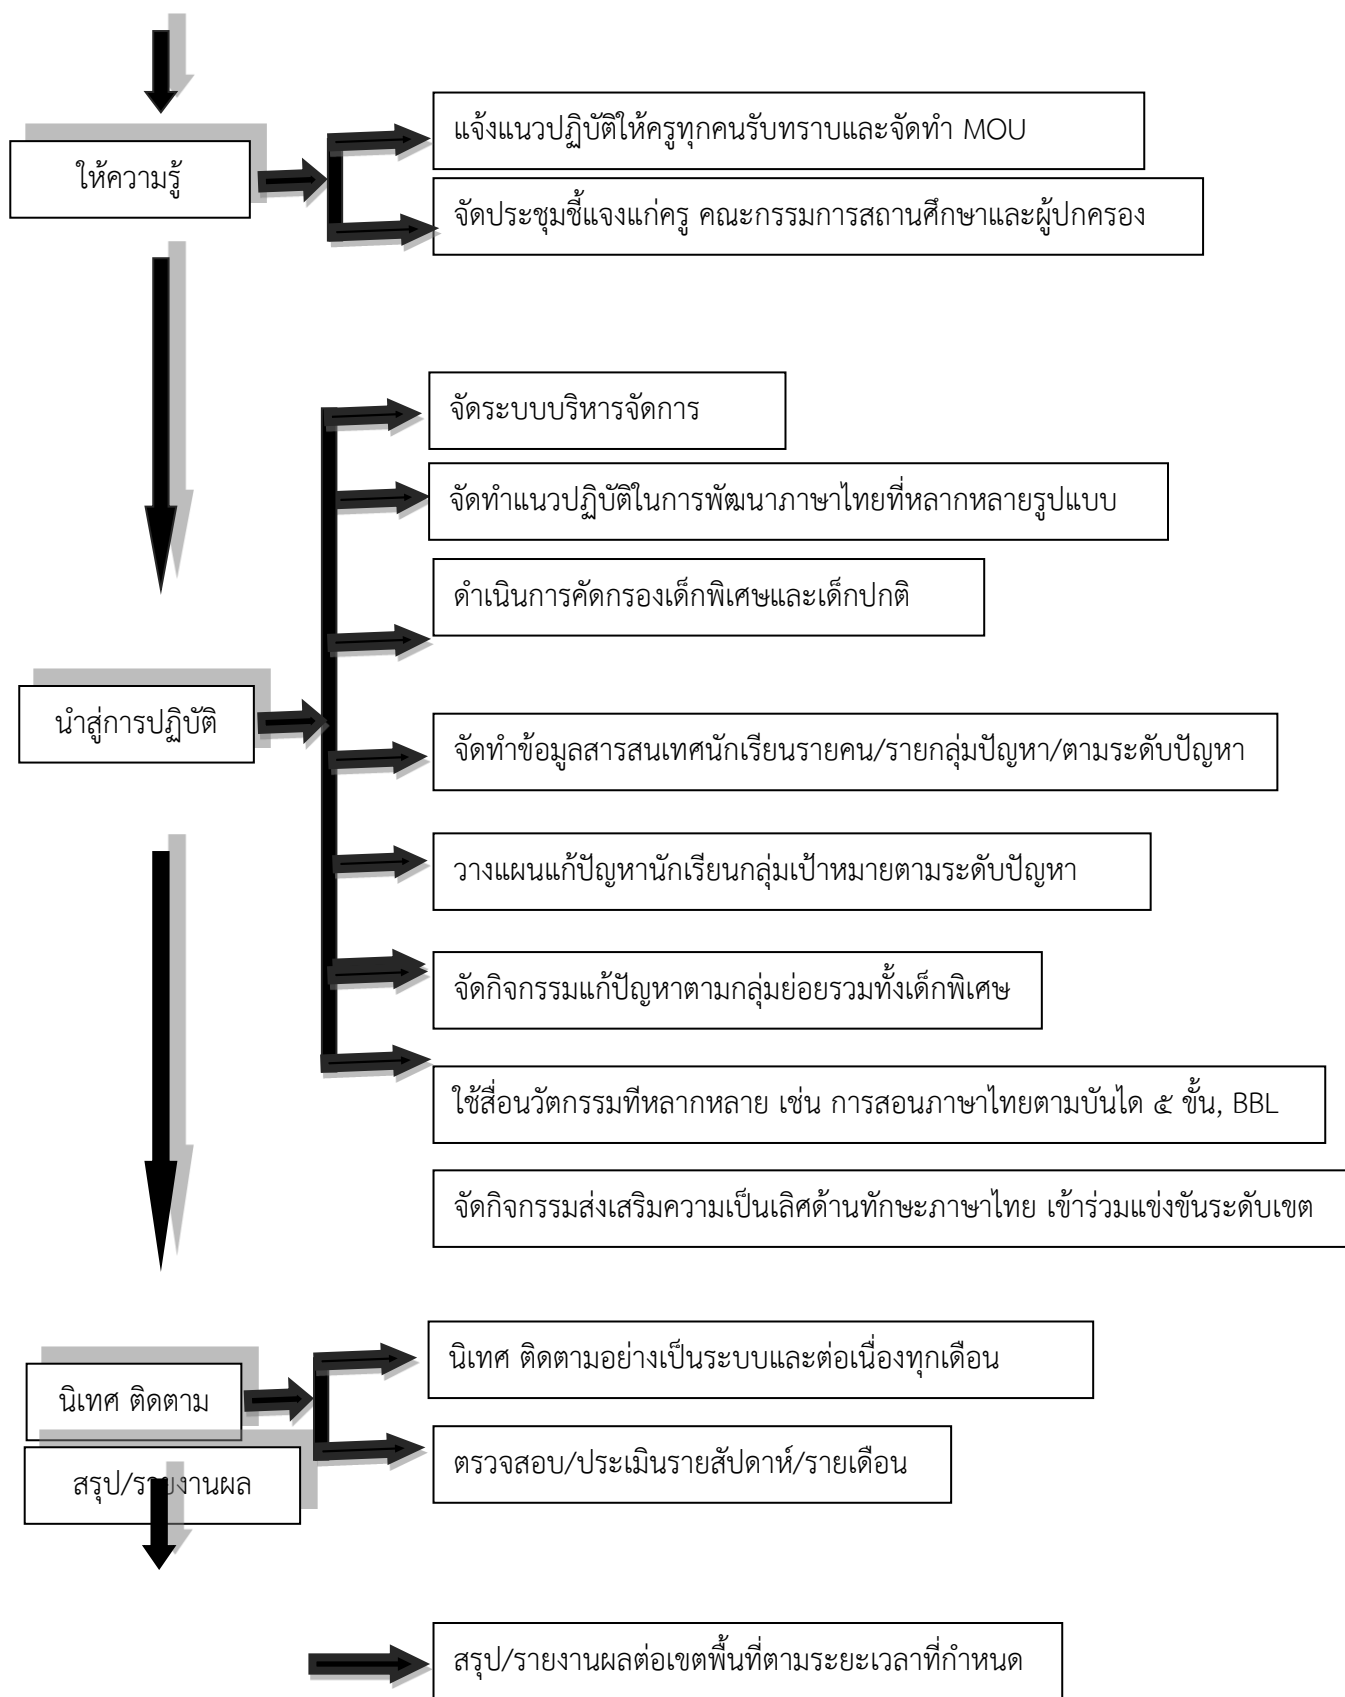 แจ้งแนวปฏิบัติให้ครูทุกคนรับทราบและจัดทำ MOU
ให้ความรู้
จัดประชุมชี้แจงแก่ครู คณะกรรมการสถานศึกษาและผู้ปกครอง
จัดระบบบริหารจัดการ
จัดทำแนวปฏิบัติในการพัฒนาภาษาไทยที่หลากหลายรูปแบบ
ดำเนินการคัดกรองเด็กพิเศษและเด็กปกติ
นำสู่การปฏิบัติ
จัดทำข้อมูลสารสนเทศนักเรียนรายคน/รายกลุ่มปัญหา/ตามระดับปัญหา
วางแผนแก้ปัญหานักเรียนกลุ่มเป้าหมายตามระดับปัญหา
จัดกิจกรรมแก้ปัญหาตามกลุ่มย่อยรวมทั้งเด็กพิเศษ
ใช้สื่อนวัตกรรมทีหลากหลาย เช่น การสอนภาษาไทยตามบันได ๕ ขั้น, BBL
จัดกิจกรรมส่งเสริมความเป็นเลิศด้านทักษะภาษาไทย เข้าร่วมแข่งขันระดับเขต
นิเทศ ติดตามอย่างเป็นระบบและต่อเนื่องทุกเดือน
นิเทศ ติดตาม
ตรวจสอบ/ประเมินรายสัปดาห์/รายเดือน
สรุป/รายงานผล
สรุป/รายงานผลต่อเขตพื้นที่ตามระยะเวลาที่กำหนด